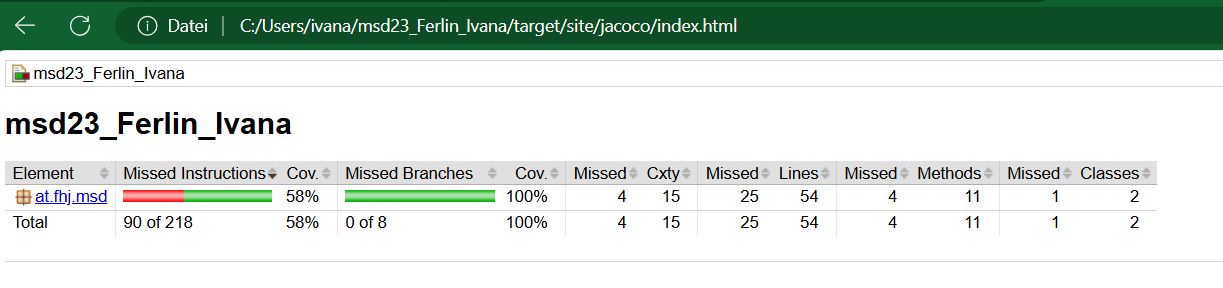 Datei C:/Users/ivana/msd23_Ferlin_Ivana/target/site/jacoco/index.html
msd23_Ferlin_Ivana
msd23_Ferlin_Ivana
Element Missed Instructions Cov. Missed Branches Cov. Missed Cxty Missed Lines Missed Methods Missed Classes
at.fhj.msd 58% 100% 4 15 25 54 4 11 1 2
Total 90 of 218 58% 0 of 8 100% 4 15 25 54 4 11 1 2